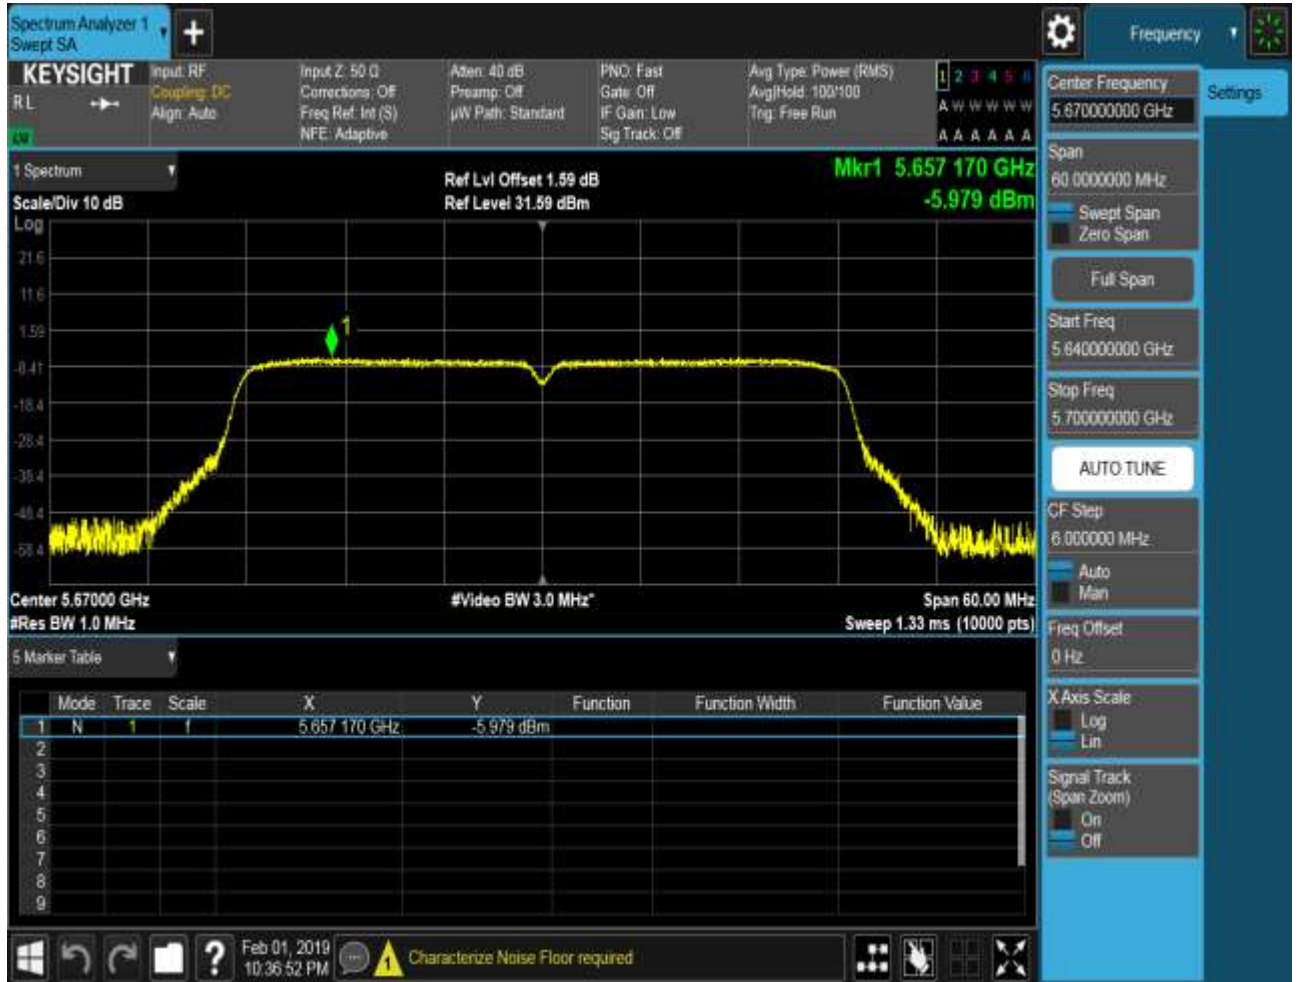 Spectrum Analyzer 1
Swept SA
+
Frequency
KEYSIGHT
RL
Input: RF
Coupling: DC
Align: Auto
Input Z: 50 Ω
Corrections: Off
Freq Ref: Int (S)
NFE: Adaptive
Atten: 40 dB
Preamp: Off
µW Path: Standard
PNO: Fast
Gate: Off
IF Gain: Low
Sig Track: Off
Avg Type: Power (RMS)
Avg|Hold: 100/100
Trig: Free Run
1 2 3 4 5 6
A W W W W W
A A A A A A
1 Spectrum
Scale/Div 10 dB
Ref Lvl Offset 1.59 dB
Ref Level 31.59 dBm
Mkr1 5.657 170 GHz
-5.979 dBm
Log
21.6
11.6
1.59
-8.41
-18.4
-28.4
-38.4
-48.4
-58.4
1
Center 5.67000 GHz
#Res BW 1.0 MHz
#Video BW 3.0 MHz*
Span 60.00 MHz
Sweep 1.33 ms (10000 pts)
5 Marker Table
Mode Trace Scale X Y Function Function Width Function Value
1 N 1 f 5.657 170 GHz -5.979 dBm
2
3
4
5
6
7
8
9
Center Frequency
5.670000000 GHz
Settings
Span
60.0000000 MHz
Swept Span
Zero Span
Full Span
Start Freq
5.640000000 GHz
Stop Freq
5.700000000 GHz
AUTO TUNE
CF Step
6.000000 MHz
Auto
Man
Freq Offset
0 Hz
X Axis Scale
Log
Lin
Signal Track
(Span Zoom)
On
Off
?
Feb 01, 2019
10:36:52 PM
1
Characterize Noise Floor required